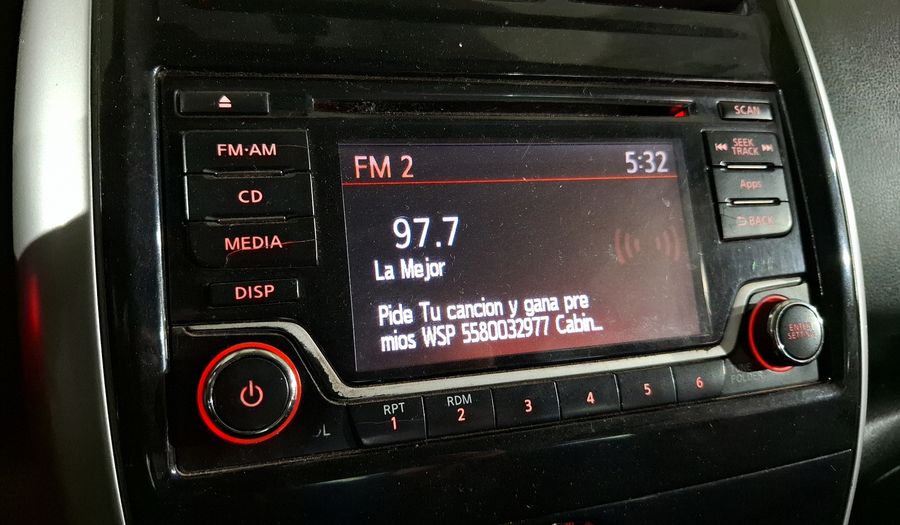 SCAN
FM·AM
SEEK
TRACK
CD
Apps
MEDIA
BACK
DISP
FM 2 5:32
97.7
La Mejor
Pide Tu cancion y gana pre
mios WSP 5580032977 Cabin...
ENTER
SETTING
FOLDER
RPT
1
RDM
2
3
4
5
6